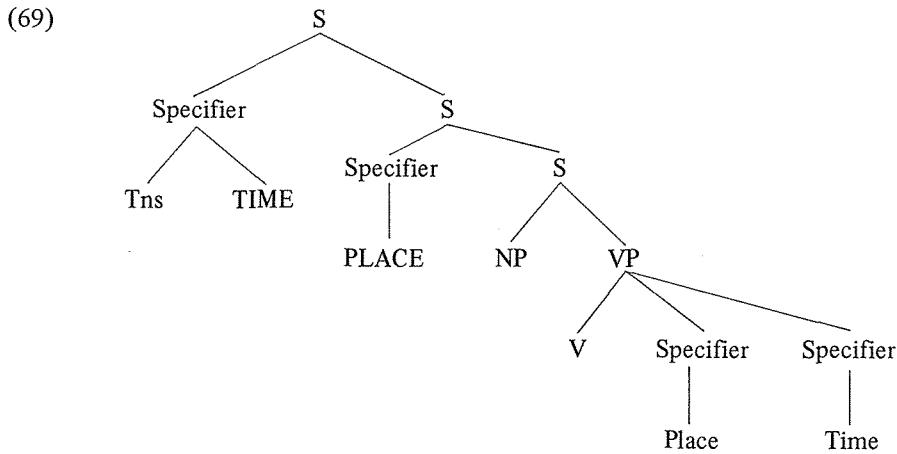 (69) S
Specifier S
Specifier S
Tns TIME
PLACE NP VP
V Specifier Specifier
Place Time